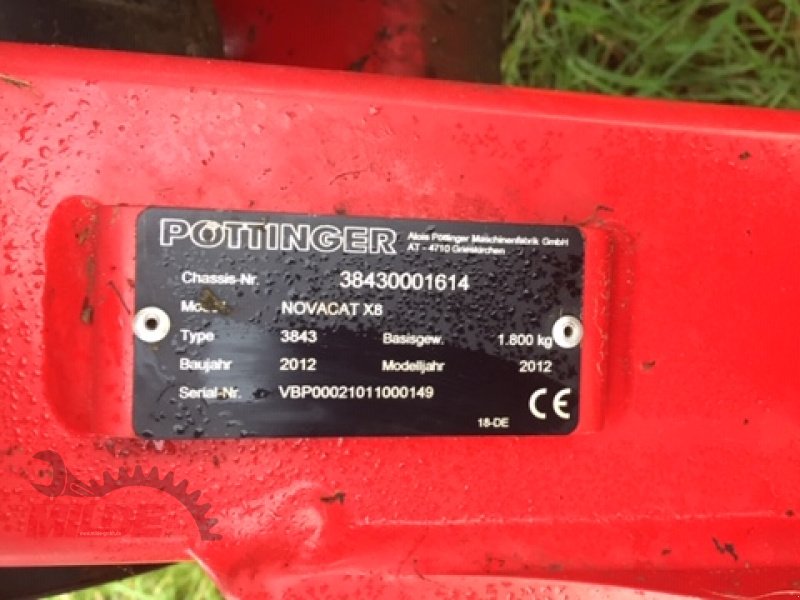 PÖTTINGER
Alois Pöttinger Maschinenfabrik GmbH
AT - 4710 Grieskirchen
Chassis-Nr. 38430001614
NOVACAT X8
Type 3843 Basisgew. 1.800 kg
Baujahr 2012 Modelljahr 2012
Serial-Nr. VBP00021011000149
18-DE CE
MILDE